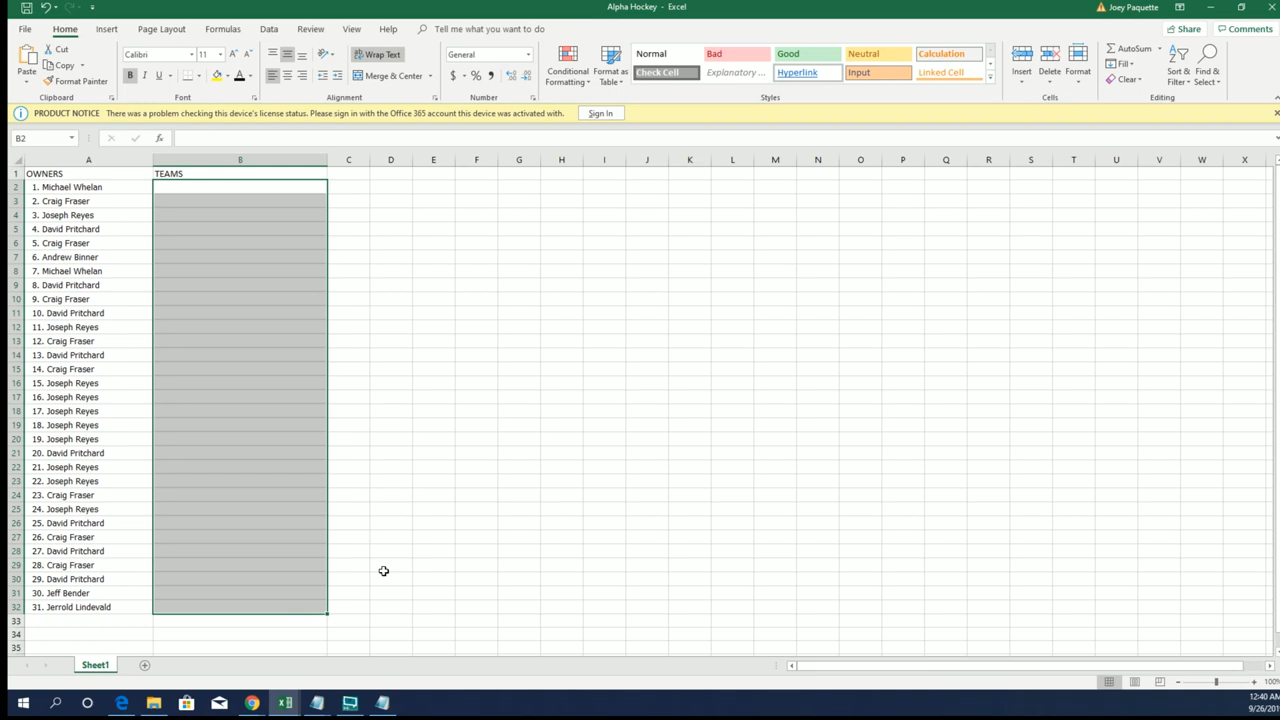 Alpha Hockey - Excel
Joey Paquette
File Home Insert Page Layout Formulas Data Review View Help Tell me what you want to do
Share Comments
Paste
Cut
Copy
Format Painter
Clipboard
Calibri 11
B I U A
Font
Wrap Text
Merge & Center
Alignment
General
$ % ,
Number
Conditional Formatting
Format as Table
Normal Bad Good Neutral Calculation
Check Cell Explanatory ... Hyperlink Input Linked Cell
Styles
Insert Delete Format
Cells
AutoSum
Fill
Clear
Sort & Filter
Find & Select
Editing
PRODUCT NOTICE There was a problem checking this device's license status. Please sign in with the Office 365 account this device was activated with. Sign In
B2 fx
A B C D E F G H I J K L M N O P Q R S T U V W X
1 OWNERS TEAMS
2 1. Michael Whelan
3 2. Craig Fraser
4 3. Joseph Reyes
5 4. David Pritchard
6 5. Craig Fraser
7 6. Andrew Binner
8 7. Michael Whelan
9 8. David Pritchard
10 9. Craig Fraser
11 10. David Pritchard
12 11. Joseph Reyes
13 12. Craig Fraser
14 13. David Pritchard
15 14. Craig Fraser
16 15. Joseph Reyes
17 16. Joseph Reyes
18 17. Joseph Reyes
19 18. Joseph Reyes
20 19. Joseph Reyes
21 20. David Pritchard
22 21. Joseph Reyes
23 22. Joseph Reyes
24 23. Craig Fraser
25 24. Joseph Reyes
26 25. David Pritchard
27 26. Craig Fraser
28 27. David Pritchard
29 28. Craig Fraser
30 29. David Pritchard
31 30. Jeff Bender
32 31. Jerrold Lindevald
33
34
35
Sheet1
100%
12:40 AM